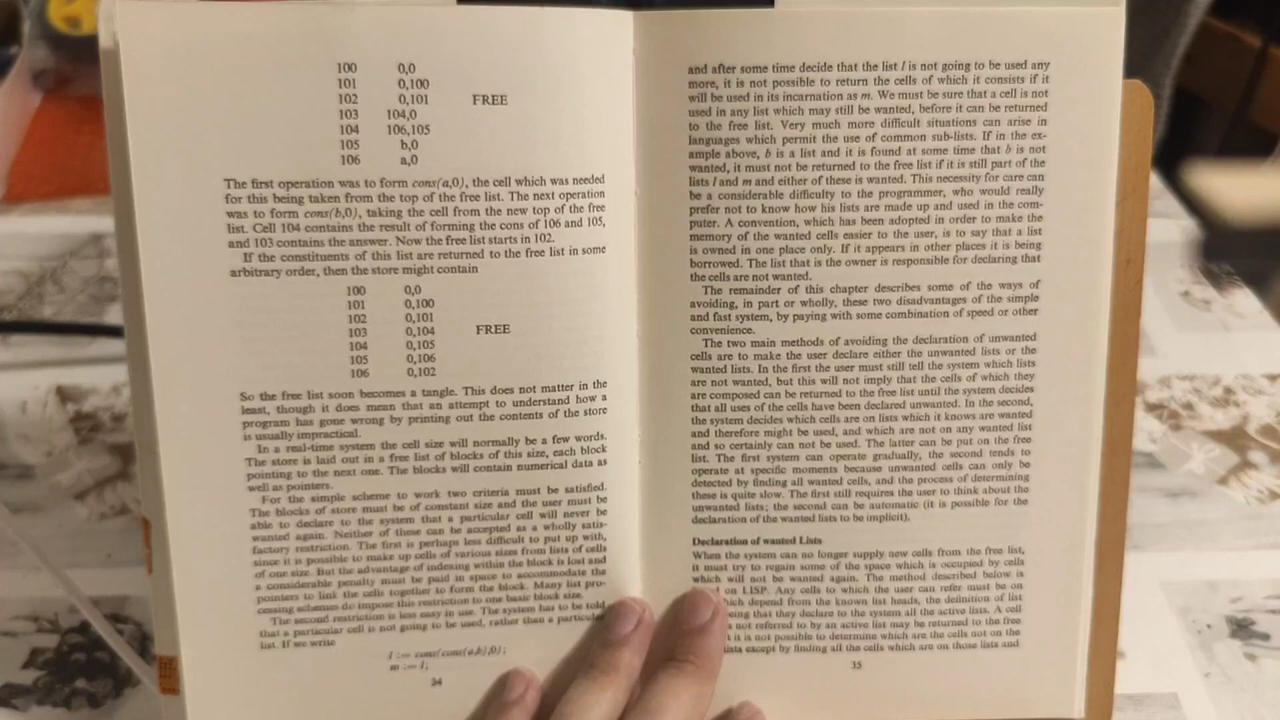 100 0,0
101 0,100
102 0,101 FREE
103 104,0
104 106,105
105 b,0
106 a,0
The first operation was to form cons(a,0), the cell which was needed
for this being taken from the top of the free list. The next operation
was to form cons(b,0), taking the cell from the new top of the free
list. Cell 104 contains the result of forming the cons of 106 and 105,
and 103 contains the answer. Now the free list starts in 102.
If the constituents of this list are returned to the free list in some
arbitrary order, then the store might contain
100 0,0
101 0,100
102 0,101
103 0,104 FREE
104 0,105
105 0,106
106 0,102
So the free list soon becomes a tangle. This does not matter in the
least, though it does mean that an attempt to understand how a
program has gone wrong by printing out the contents of the store
is usually impractical.
In a real-time system the cell size will normally be a few words.
The store is laid out in a free list of blocks of this size, each block
pointing to the next one. The blocks will contain numerical data as
well as pointers.
For the simple scheme to work two criteria must be satisfied.
The blocks of store must be of constant size and the user must be
able to declare to the system that a particular cell will never be
wanted again. Neither of these can be accepted as a wholly satis-
factory restriction. The first is perhaps less difficult to put up with,
since it is possible to make up cells of various sizes from lists of cells
of one size. But the advantage of indexing within the block is lost and
a considerable penalty must be paid in space to accommodate the
pointers to link the cells together to form the block. Many list pro-
cessing schemes do impose this restriction to one basic block size.
The second restriction is less easy in use. The system has to be told
that a particular cell is not going to be used, rather than a particular
list. If we write
l := cons(cons(a,b),0);
m := l;
34
and after some time decide that the list l is not going to be used any
more, it is not possible to return the cells of which it consists if it
will be used in its incarnation as m. We must be sure that a cell is not
used in any list which may still be wanted, before it can be returned
to the free list. Very much more difficult situations can arise in
languages which permit the use of common sub-lists. If in the ex-
ample above, b is a list and it is found at some time that b is not
wanted, it must not be returned to the free list if it is still part of the
lists l and m and either of these is wanted. This necessity for care can
be a considerable difficulty to the programmer, who would really
prefer not to know how his lists are made up and used in the com-
puter. A convention, which has been adopted in order to make the
memory of the wanted cells easier to the user, is to say that a list
is owned in one place only. If it appears in other places it is being
borrowed. The list that is the owner is responsible for declaring that
the cells are not wanted.
The remainder of this chapter describes some of the ways of
avoiding, in part or wholly, these two disadvantages of the simple
and fast system, by paying with some combination of speed or other
convenience.
The two main methods of avoiding the declaration of unwanted
cells are to make the user declare either the unwanted lists or the
wanted lists. In the first the user must still tell the system which lists
are not wanted, but this will not imply that the cells of which they
are composed can be returned to the free list until the system decides
that all uses of the cells have been declared unwanted. In the second,
the system decides which cells are on lists which it knows are wanted
and therefore might be used, and which are not on any wanted list
and so certainly can not be used. The latter can be put on the free
list. The first system can operate gradually, the second tends to
operate at specific moments because unwanted cells can only be
detected by finding all wanted cells, and the process of determining
these is quite slow. The first still requires the user to think about the
unwanted lists; the second can be automatic (it is possible for the
declaration of the wanted lists to be implicit).
Declaration of wanted Lists
When the system can no longer supply new cells from the free list,
it must try to regain some of the space which is occupied by cells
which will not be wanted again. The method described below is
on LISP. Any cells to which the user can refer must be on
which depend from the known list heads, the definition of list
being that they declare to the system all the active lists. A cell
not referred to by an active list may be returned to the free
it is not possible to determine which are the cells not on the
lists except by finding all the cells which are on those lists and
35